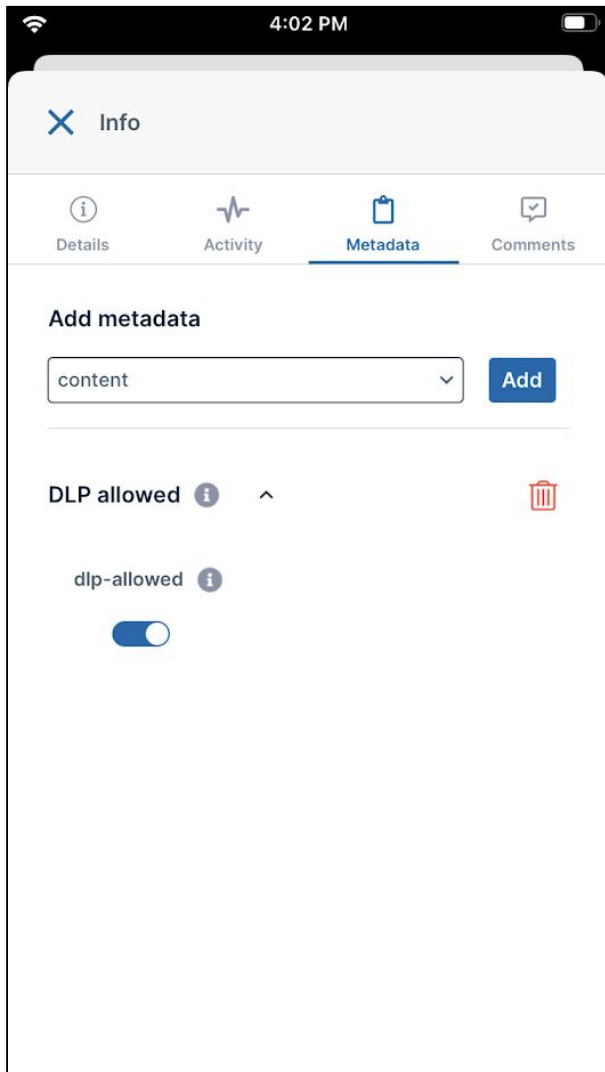 4:02 PM
Info
Details Activity Metadata Comments
Add metadata
content Add
DLP allowed
dlp-allowed